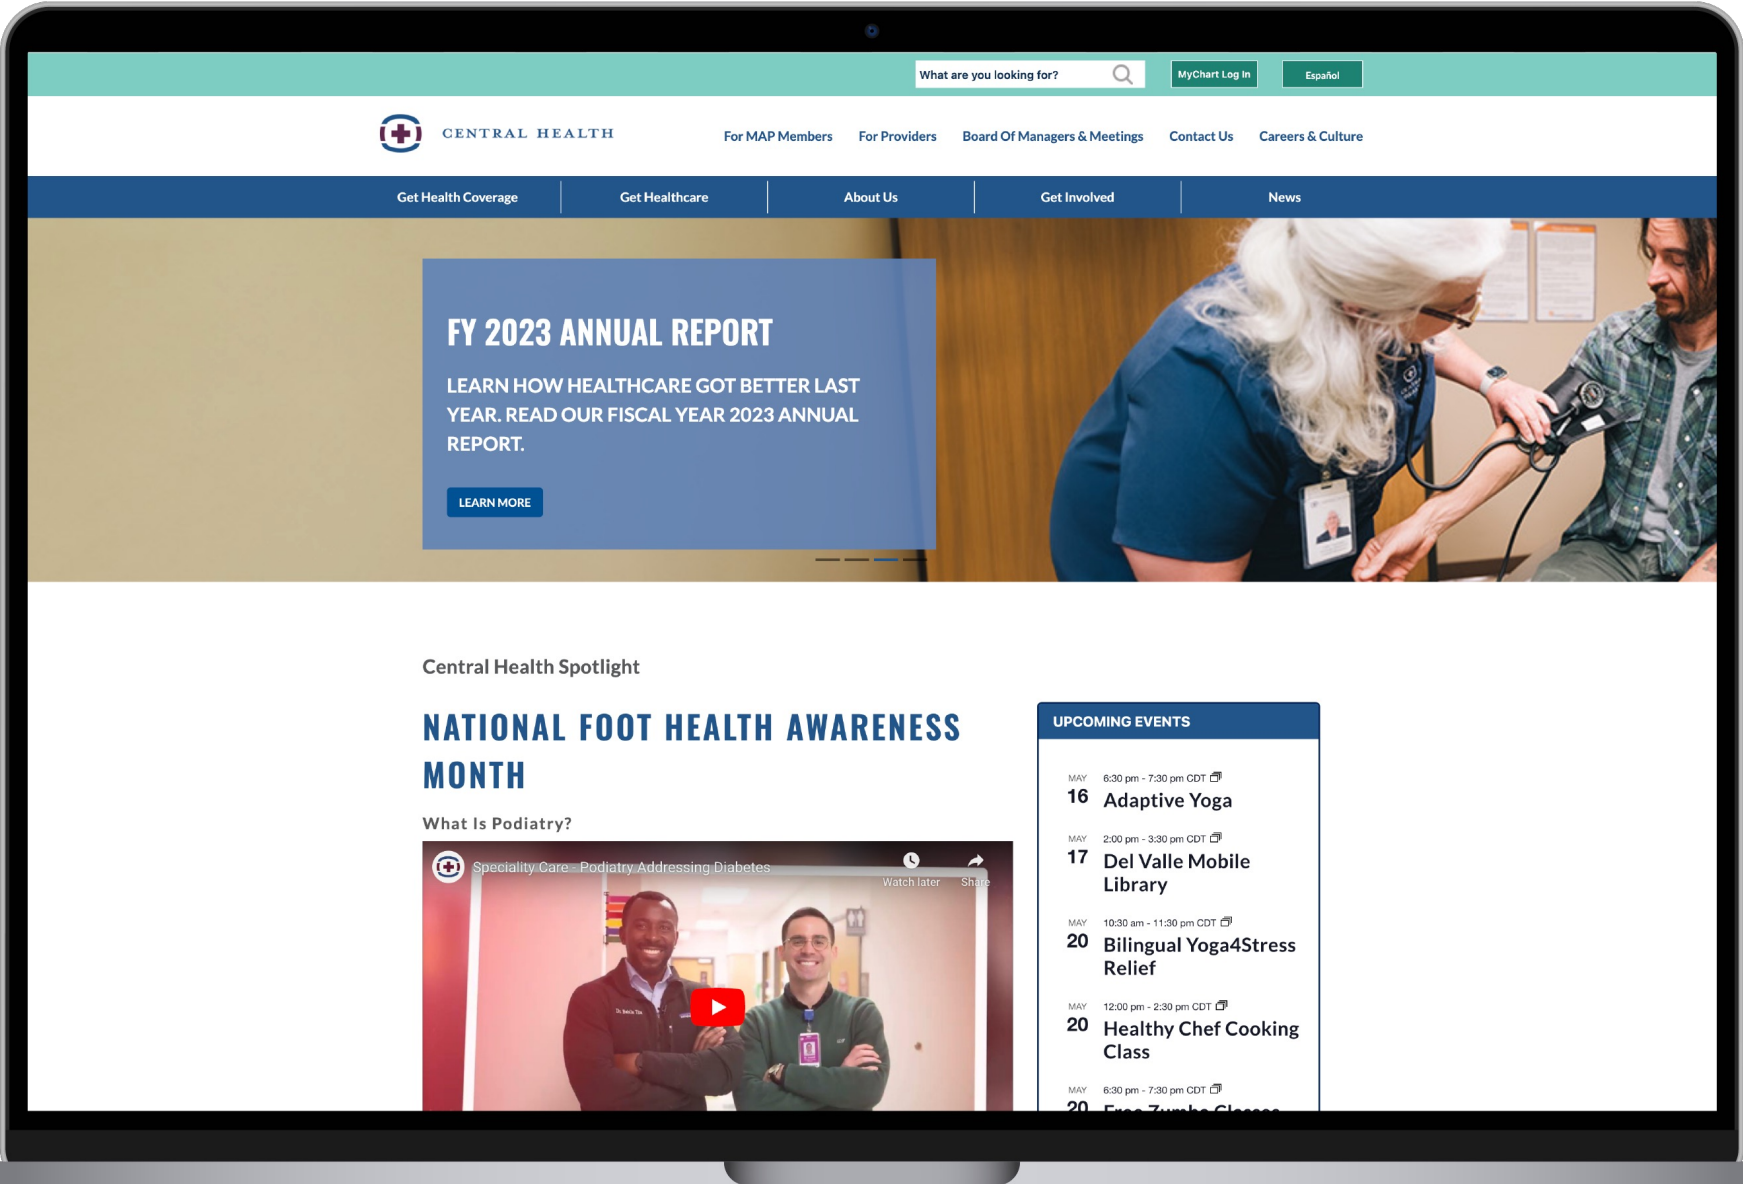 What are you looking for?
MyChart Log In
Español
CENTRAL HEALTH
For MAP Members
For Providers
Board Of Managers & Meetings
Contact Us
Careers & Culture
Get Health Coverage
Get Healthcare
About Us
Get Involved
News
FY 2023 ANNUAL REPORT
LEARN HOW HEALTHCARE GOT BETTER LAST
YEAR. READ OUR FISCAL YEAR 2023 ANNUAL
REPORT.
LEARN MORE
Central Health Spotlight
NATIONAL FOOT HEALTH AWARENESS
MONTH
What Is Podiatry?
Speciality Care - Podiatry Addressing Diabetes
Watch later
Share
UPCOMING EVENTS
MAY
16
6:30 pm - 7:30 pm CDT
Adaptive Yoga
MAY
17
2:00 pm - 3:30 pm CDT
Del Valle Mobile
Library
MAY
20
10:30 am - 11:30 pm CDT
Bilingual Yoga4Stress
Relief
MAY
20
12:00 pm - 2:30 pm CDT
Healthy Chef Cooking
Class
MAY
20
6:30 pm - 7:30 pm CDT
Free Zumba Classes